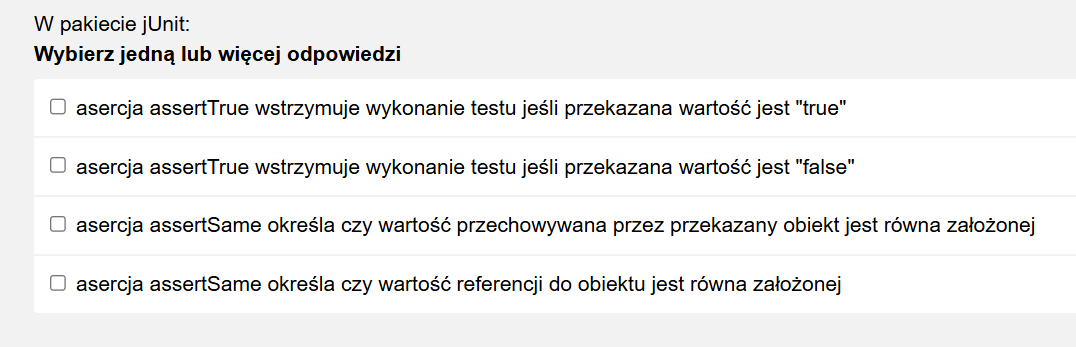 W pakiecie jUnit:
Wybierz jedną lub więcej odpowiedzi
asercja assertTrue wstrzymuje wykonanie testu jeśli przekazana wartość jest "true"
asercja assertTrue wstrzymuje wykonanie testu jeśli przekazana wartość jest "false"
asercja assertSame określa czy wartość przechowywana przez przekazany obiekt jest równa założonej
asercja assertSame określa czy wartość referencji do obiektu jest równa założonej